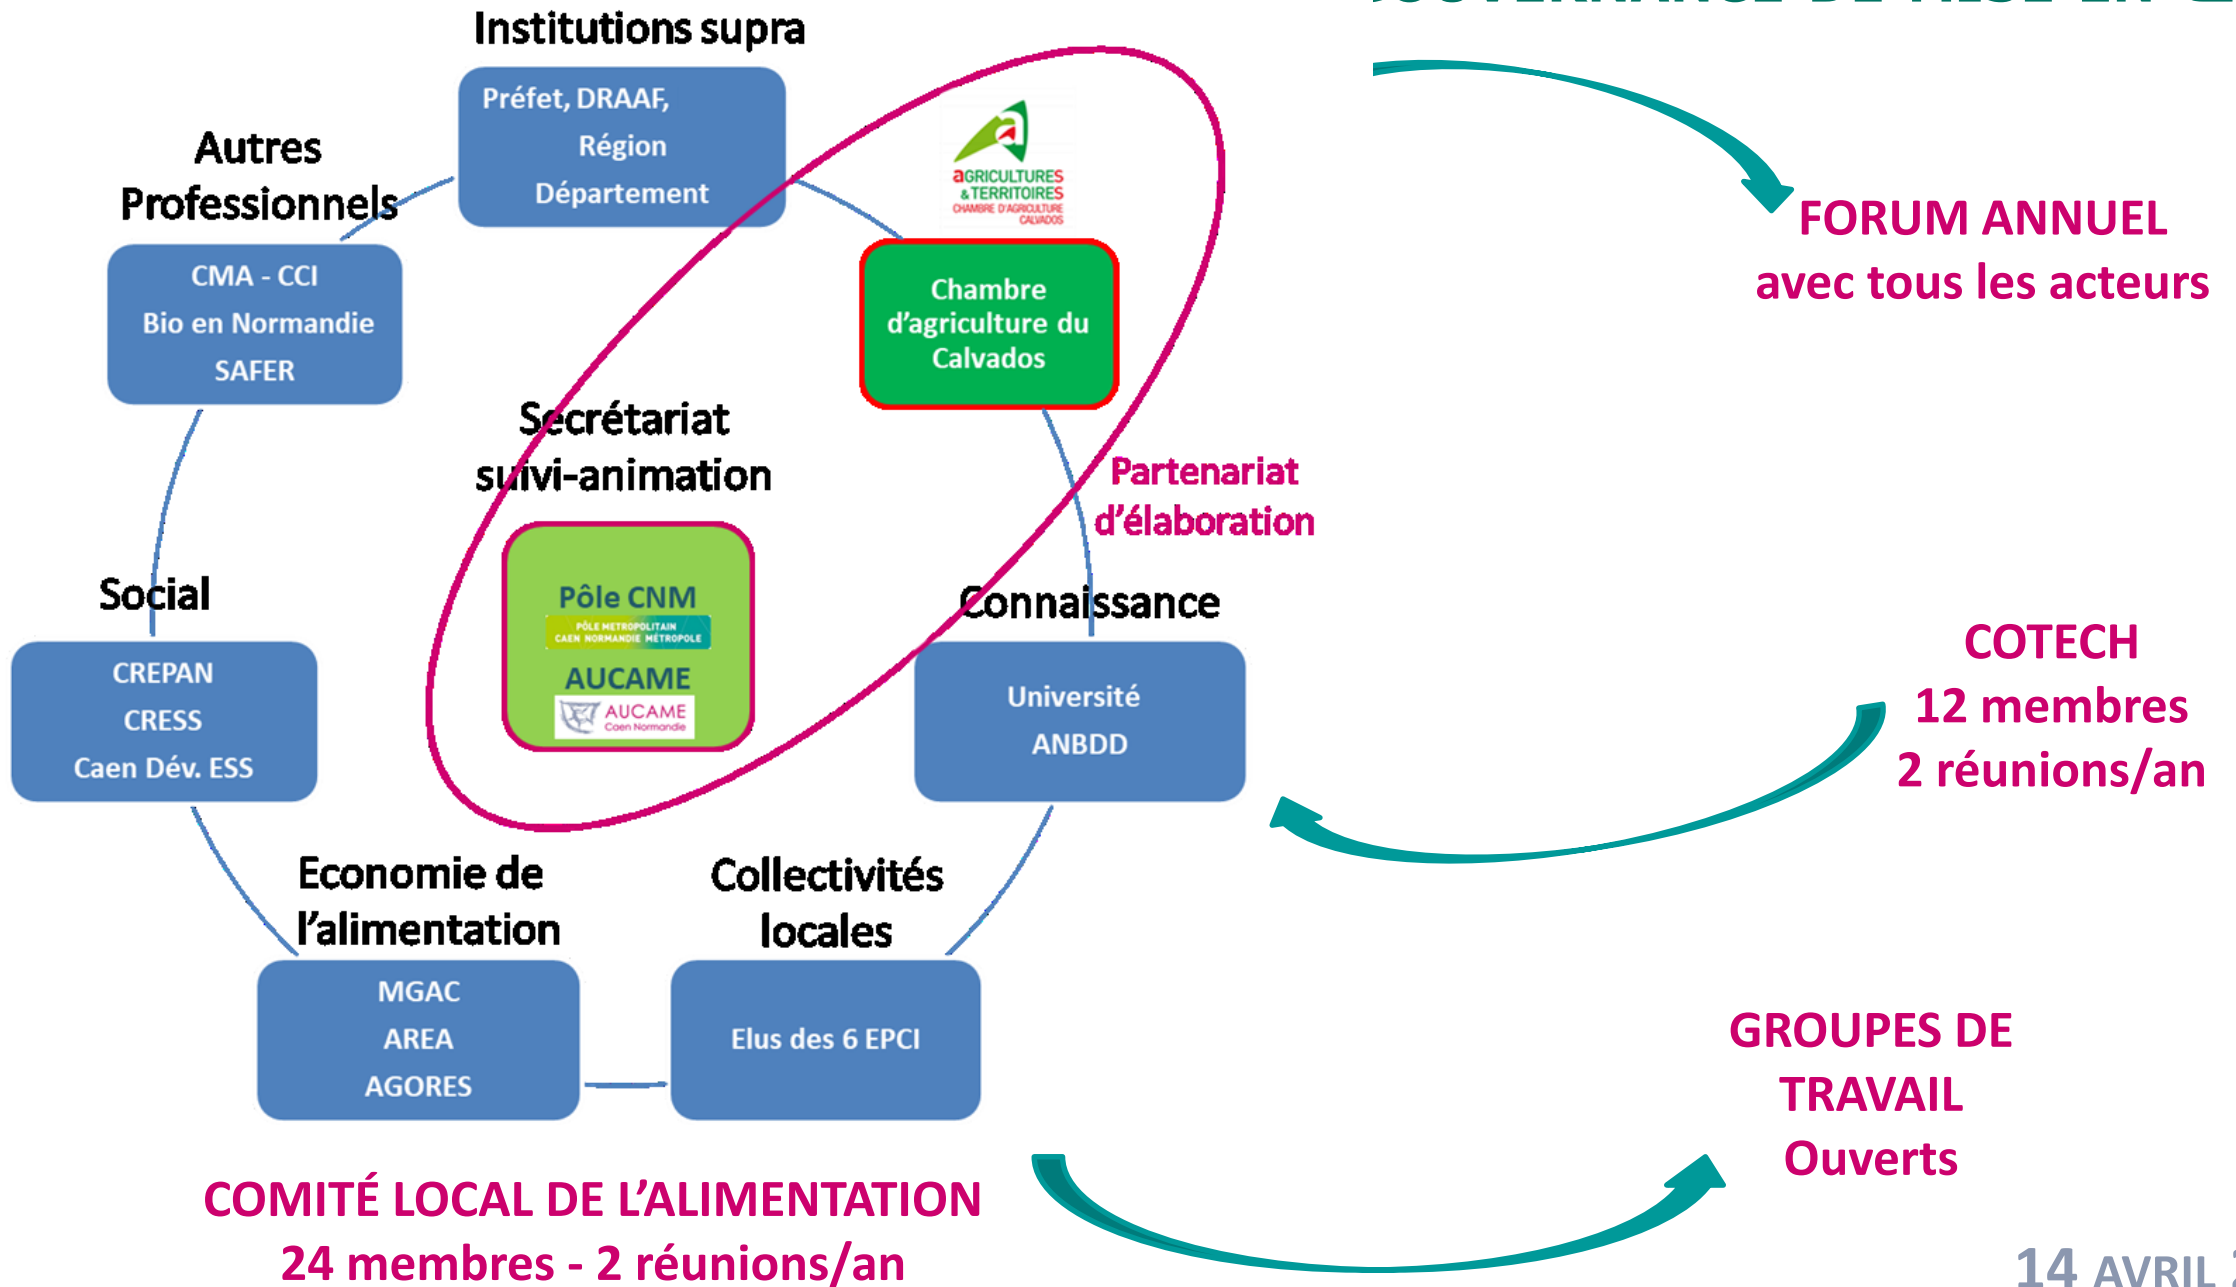 DE MISE EN
Institutions supra
Préfet, DRAAF,
Région
Département
Autres
Professionnels
CMA - CCI
Bio en Normandie
SAFER
aGRICULTURES
& TERRITOIRES
CHAMBRE D'AGRICULTURE
CALVADOS
Chambre
d'agriculture du
Calvados
FORUM ANNUEL
avec tous les acteurs
Secrétariat
suivi-animation
Partenariat
d'élaboration
Pôle CNM
PÔLE METROPOLITAIN
CAEN NORMANDIE MÉTROPOLE
AUCAME
AUCAME
Caen Normandie
Social
CREPAN
CRESS
Caen Dév. ESS
Connaissance
Université
ANBDD
COTECH
12 membres
2 réunions/an
Economie de
l'alimentation
MGAC
AREA
AGORES
Collectivités
locales
Elus des 6 EPCI
GROUPES DE
TRAVAIL
Ouverts
COMITÉ LOCAL DE L'ALIMENTATION
24 membres - 2 réunions/an
14 AVRIL